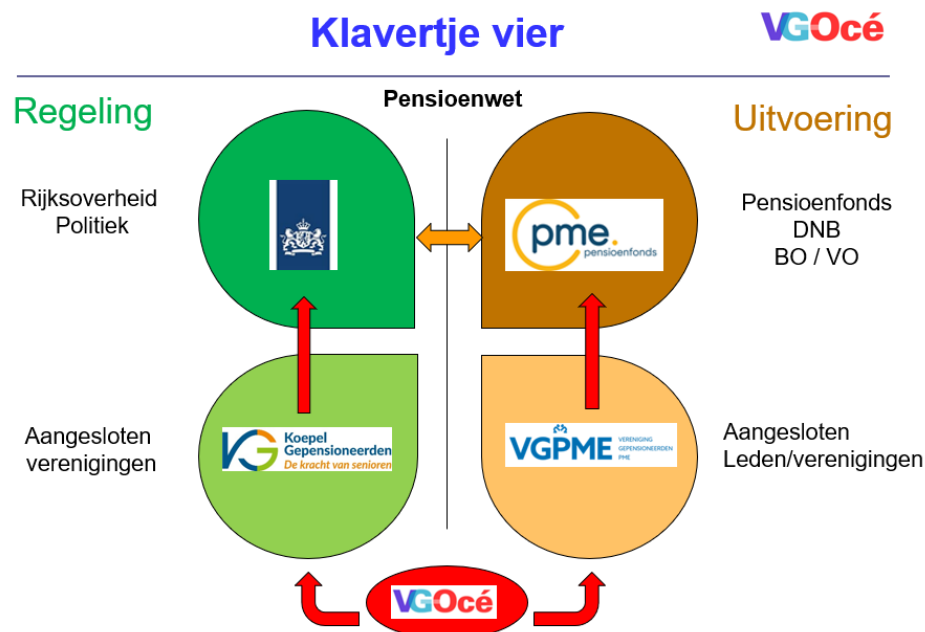 Klavertje vier
VGOcé
Pensioenwet
Regeling
Uitvoering
Rijksoverheid
Politiek
pme.
pensioenfonds
Pensioenfonds
DNB
BO / VO
Aangesloten
verenigingen
KG Koepel
Gepensioneerden
De kracht van senioren
VGPME
VERENIGING
GEPENSIONEERDEN
PME
Aangesloten
Leden/verenigingen
VGOcé